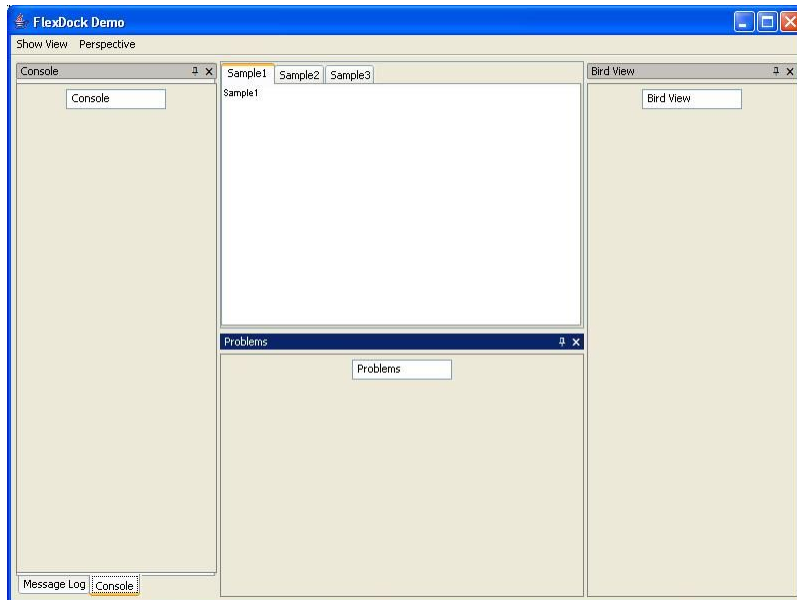 FlexDock Demo
Show View Perspective
Console
Console
Message Log Console
Sample1 Sample2 Sample3
Sample1
Problems
Problems
Bird View
Bird View